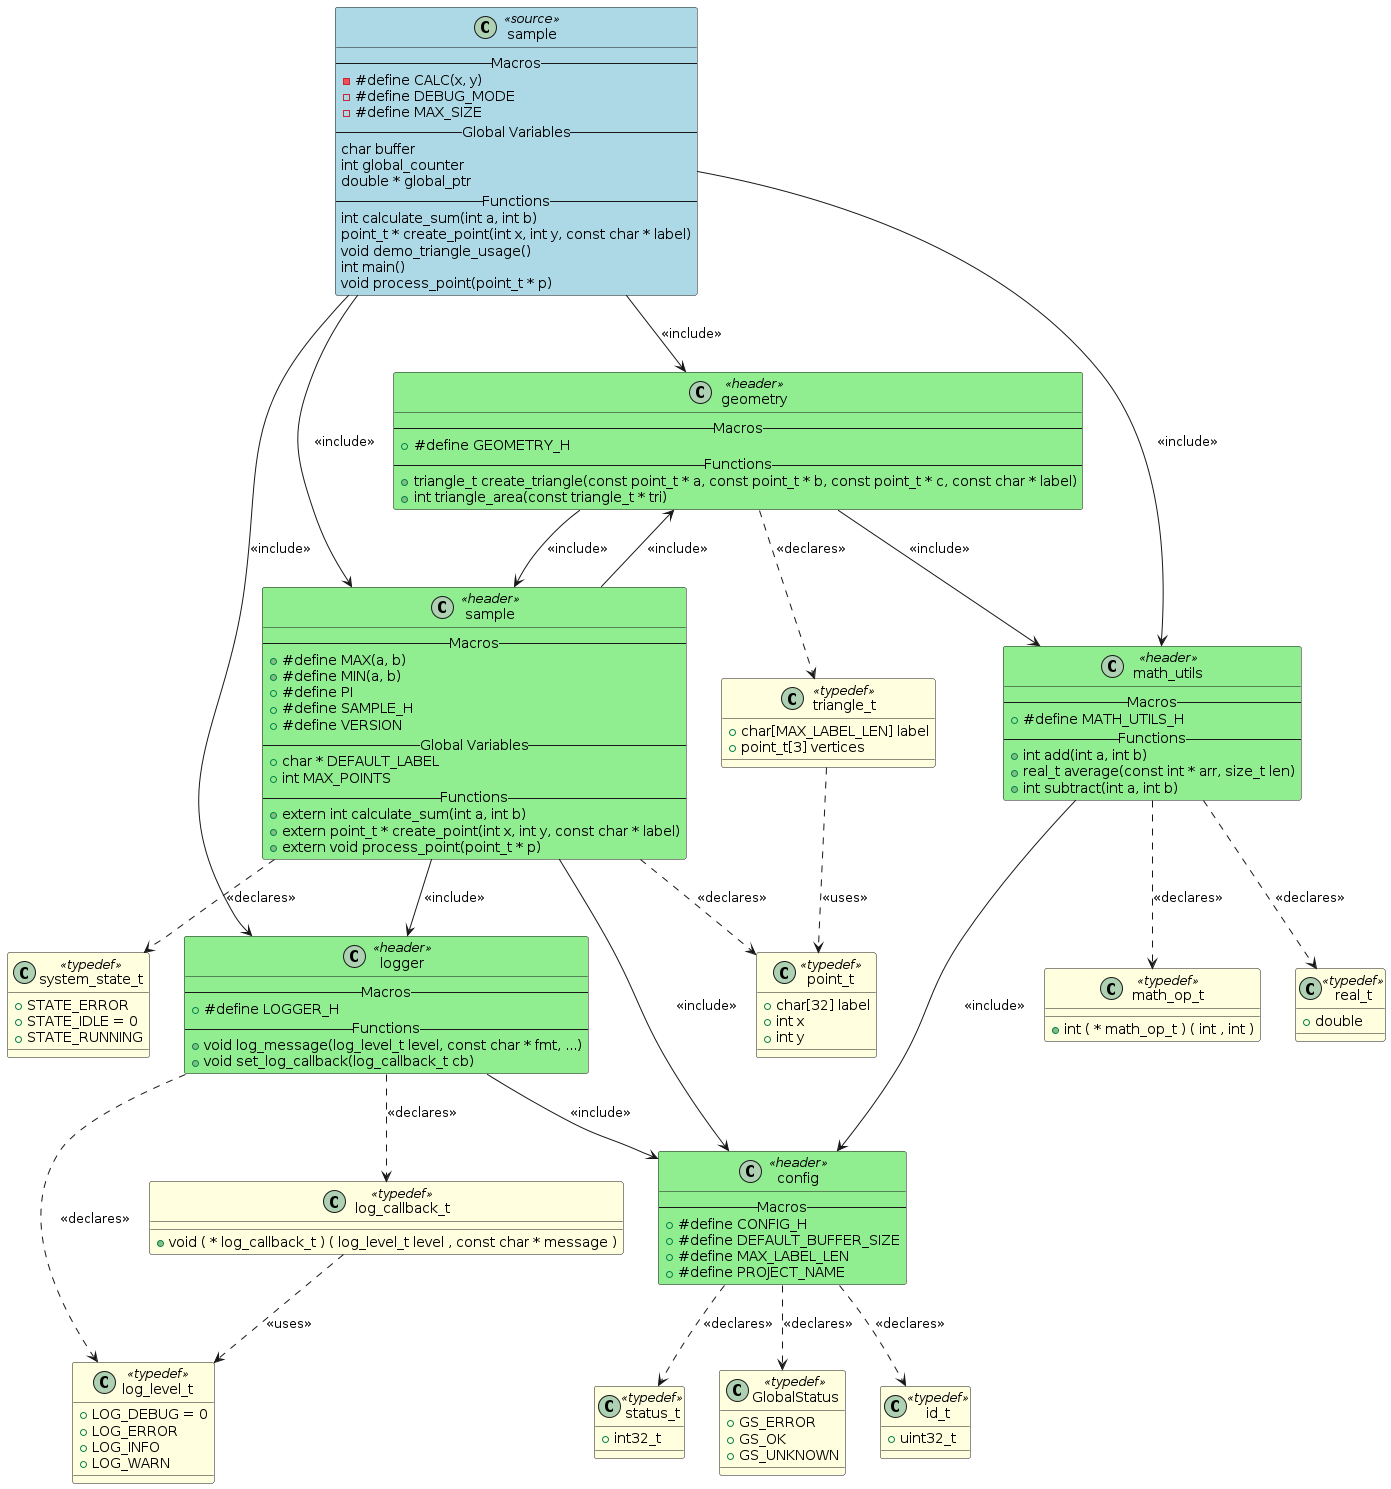 C
«source»
sample
Macros
#define CALC(x, y)
#define DEBUG_MODE
#define MAX_SIZE
Global Variables
char buffer
int global_counter
double * global_ptr
Functions
int calculate_sum(int a, int b)
point_t * create_point(int x, int y, const char * label)
void demo_triangle_usage()
int main()
void process_point(point_t * p)
«include»
C
«header»
geometry
Macros
#define GEOMETRY_H
Functions
triangle_t create_triangle(const point_t * a, const point_t * b, const point_t * c, const char * label)
int triangle_area(const triangle_t * tri)
«include»
«include»
«include»
«include»
«include»
«declares»
«include»
C
«header»
sample
Macros
#define MAX(a, b)
#define MIN(a, b)
#define PI
#define SAMPLE_H
#define VERSION
Global Variables
char * DEFAULT_LABEL
int MAX_POINTS
Functions
extern int calculate_sum(int a, int b)
extern point_t * create_point(int x, int y, const char * label)
extern void process_point(point_t * p)
C
«typedef»
triangle_t
char[MAX_LABEL_LEN] label
point_t[3] vertices
C
«header»
math_utils
Macros
#define MATH_UTILS_H
Functions
int add(int a, int b)
real_t average(const int * arr, size_t len)
int subtract(int a, int b)
«declares»
«include»
«declares»
«uses»
«declares»
«declares»
C
«typedef»
system_state_t
STATE_ERROR
STATE_IDLE = 0
STATE_RUNNING
C
«header»
logger
Macros
#define LOGGER_H
Functions
void log_message(log_level_t level, const char * fmt, ...)
void set_log_callback(log_callback_t cb)
«include»
C
«typedef»
point_t
char[32] label
int x
int y
«include»
C
«typedef»
math_op_t
int ( * math_op_t ) ( int , int )
C
«typedef»
real_t
double
«declares»
«include»
«declares»
C
«typedef»
log_callback_t
void ( * log_callback_t ) ( log_level_t level , const char * message )
C
«header»
config
Macros
#define CONFIG_H
#define DEFAULT_BUFFER_SIZE
#define MAX_LABEL_LEN
#define PROJECT_NAME
«uses»
«declares»
«declares»
«declares»
C
«typedef»
log_level_t
LOG_DEBUG = 0
LOG_ERROR
LOG_INFO
LOG_WARN
C
«typedef»
status_t
int32_t
C
«typedef»
GlobalStatus
GS_ERROR
GS_OK
GS_UNKNOWN
C
«typedef»
id_t
uint32_t